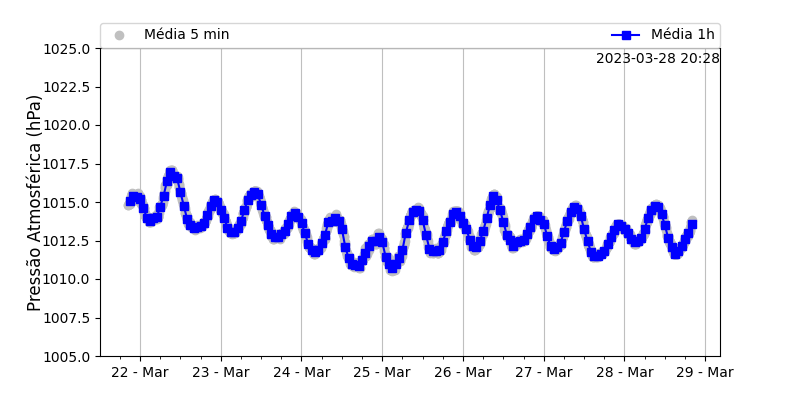 Média 5 min
Média 1h
2023-03-28 20:28
Pressão Atmosférica (hPa)
1025.0
1022.5
1020.0
1017.5
1015.0
1012.5
1010.0
1007.5
1005.0
22 - Mar
23 - Mar
24 - Mar
25 - Mar
26 - Mar
27 - Mar
28 - Mar
29 - Mar